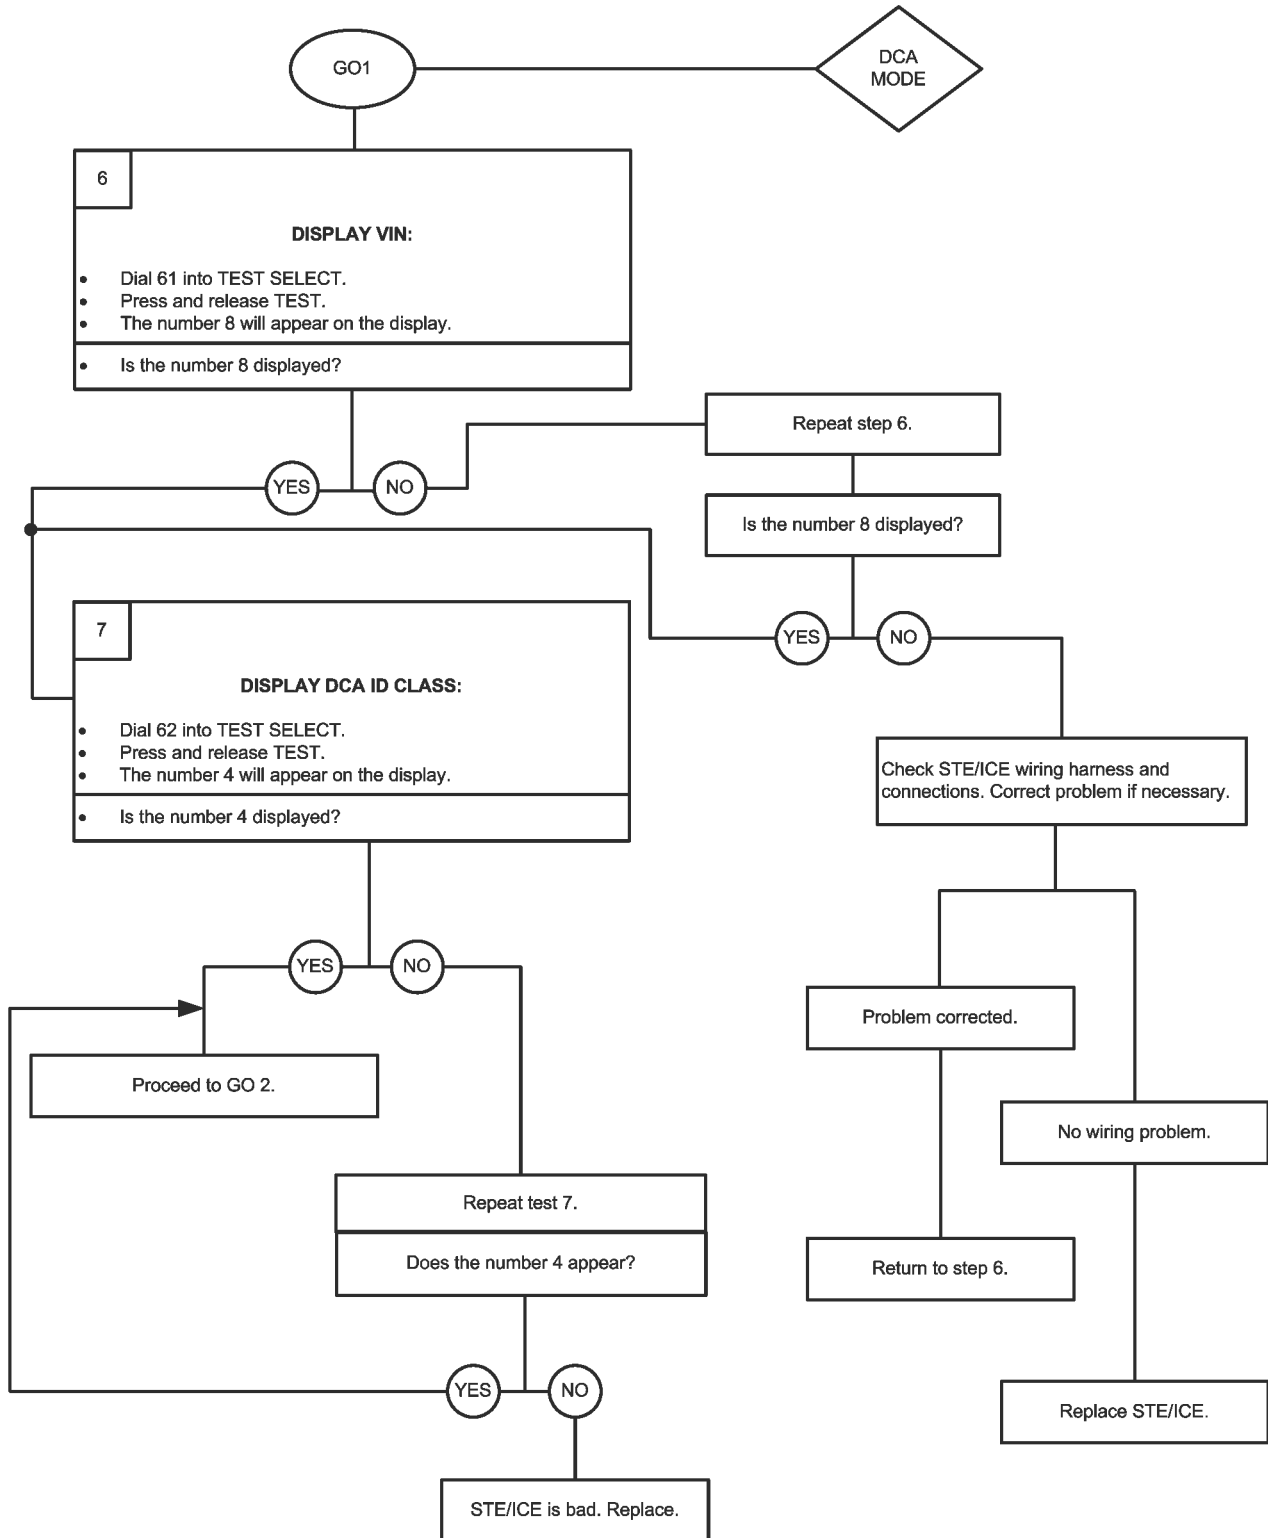 GO1
DCA
MODE
6
DISPLAY VIN:
• Dial 61 into TEST SELECT.
• Press and release TEST.
• The number 8 will appear on the display.
• Is the number 8 displayed?
YES
NO
Repeat step 6.
Is the number 8 displayed?
YES
NO
7
DISPLAY DCA ID CLASS:
• Dial 62 into TEST SELECT.
• Press and release TEST.
• The number 4 will appear on the display.
• Is the number 4 displayed?
Check STE/ICE wiring harness and
connections. Correct problem if necessary.
YES
NO
Problem corrected.
Proceed to GO 2.
No wiring problem.
Repeat test 7.
Does the number 4 appear?
Return to step 6.
YES
NO
Replace STE/ICE.
STE/ICE is bad. Replace.